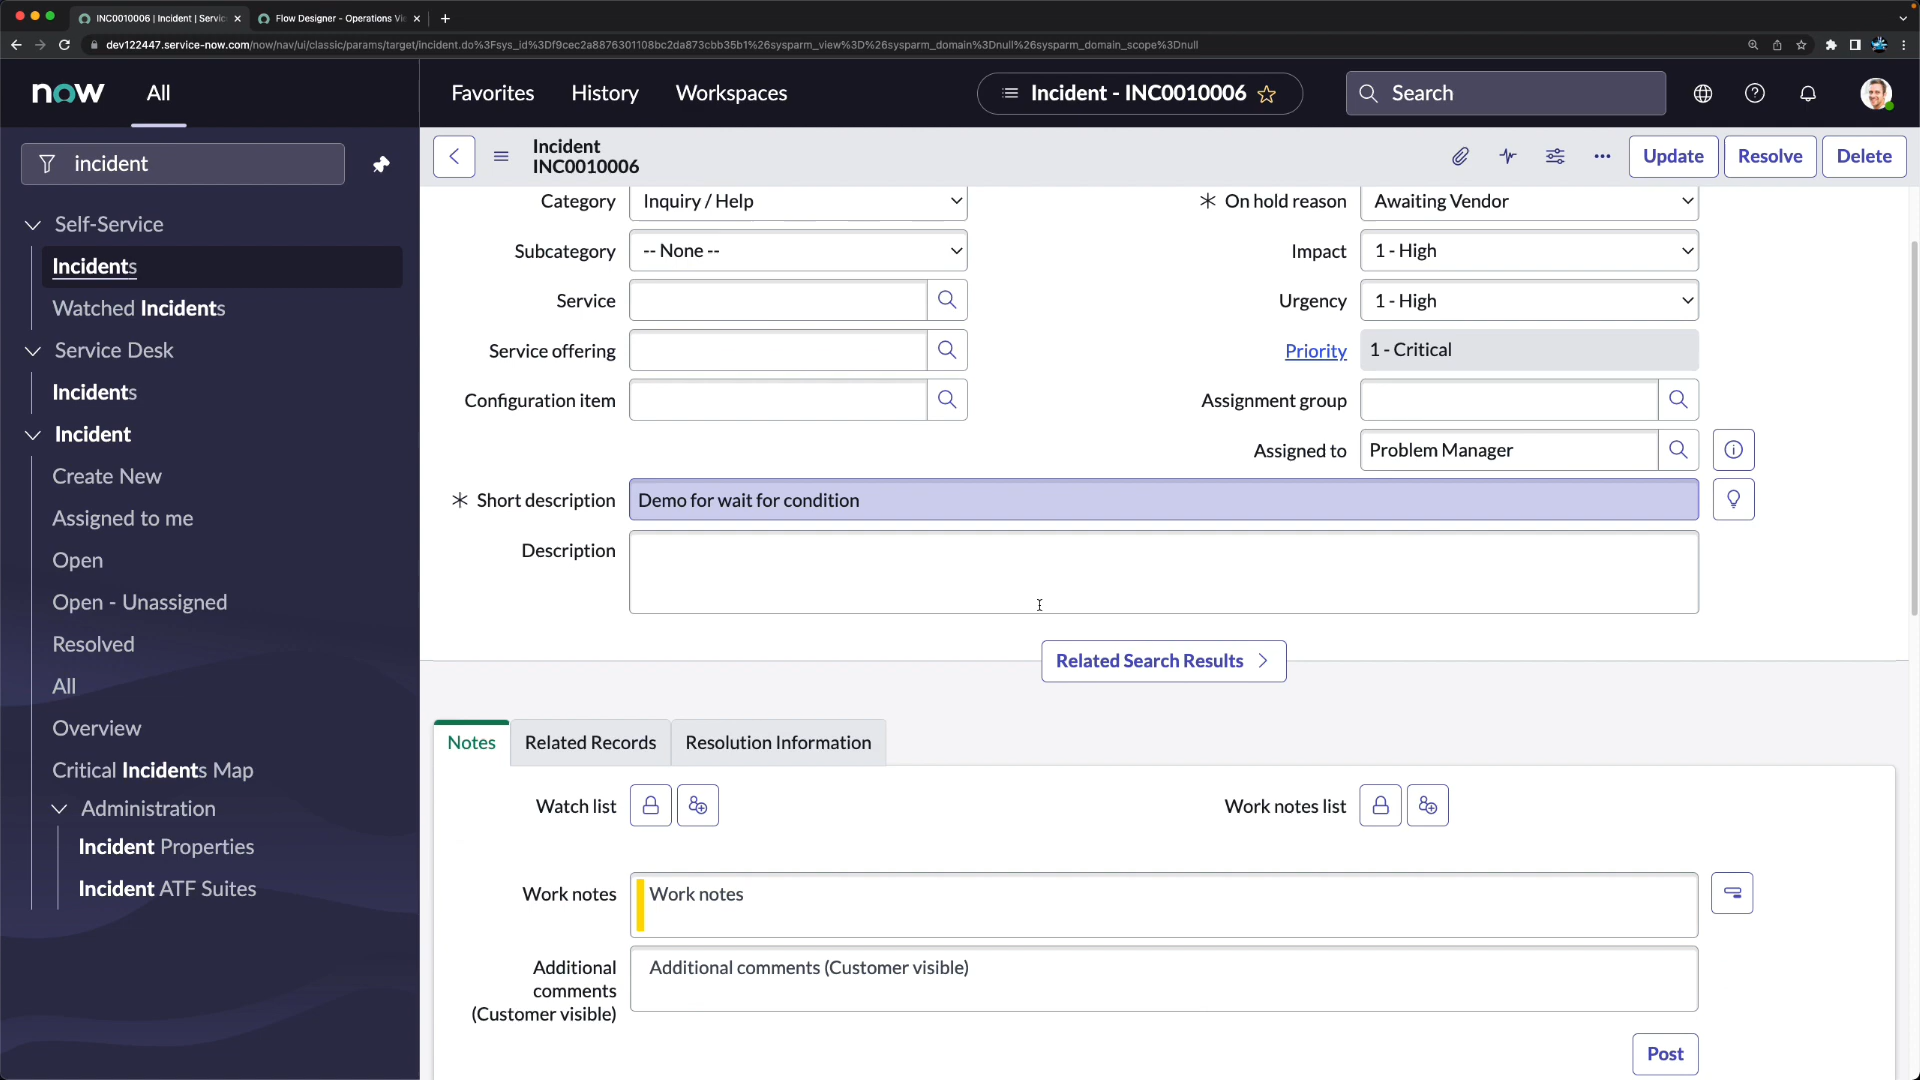 INC0010006 | Incident | Servic
Flow Designer - Operations Vi
dev122447.service-now.com/now/nav/ui/classic/params/target/incident.do%3Fsys_id%3Df9cec2a8876301108bc2da873cbb35b1%26sysparm_view%3D%26sysparm_domain%3Dnull%26sysparm_domain_scope%3Dnull
now All Favorites History Workspaces Incident - INC0010006 Search
incident
Self-Service
Incidents
Watched Incidents
Service Desk
Incidents
Incident
Create New
Assigned to me
Open
Open - Unassigned
Resolved
All
Overview
Critical Incidents Map
Administration
Incident Properties
Incident ATF Suites
Incident
INC0010006
Update Resolve Delete
Category Inquiry / Help
On hold reason Awaiting Vendor
Subcategory -- None --
Impact 1 - High
Service
Urgency 1 - High
Service offering
Priority 1 - Critical
Configuration item
Assignment group
Assigned to Problem Manager
Short description Demo for wait for condition
Description
Related Search Results
Notes Related Records Resolution Information
Watch list Work notes list
Work notes Work notes
Additional comments (Customer visible)
Additional
comments
(Customer visible)
Post